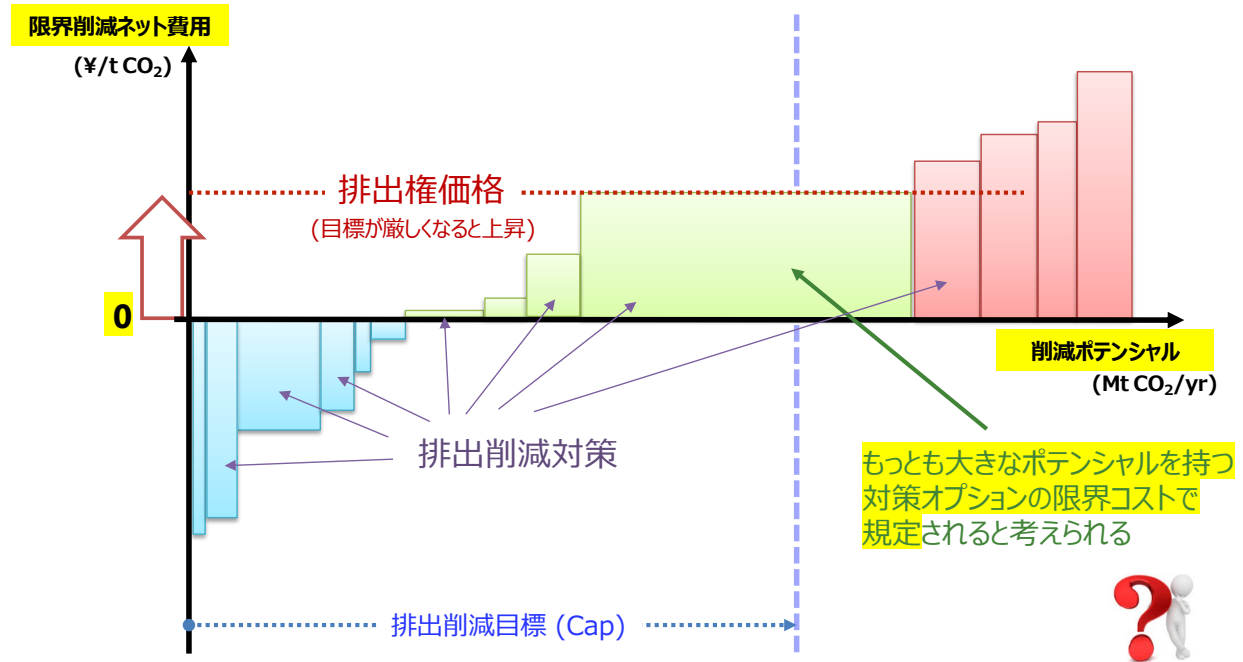 限界削減ネット費用
(¥/t CO₂)
排出権価格
(目標が厳しくなると上昇)
0
削減ポテンシャル
(Mt CO₂/yr)
排出削減対策
もっとも大きなポテンシャルを持つ
対策オプションの限界コストで
規定されると考えられる
排出削減目標 (Cap)
?